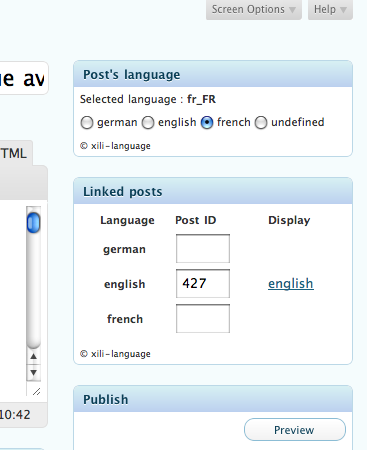 Screen Options ▼ Help ▼
Post's language
ue av
Selected language : fr_FR
german english french undefined
TML
© xili-language
Linked posts
Language Post ID Display
german
english 427 english
french
© xili-language
Publish
10:42
Preview